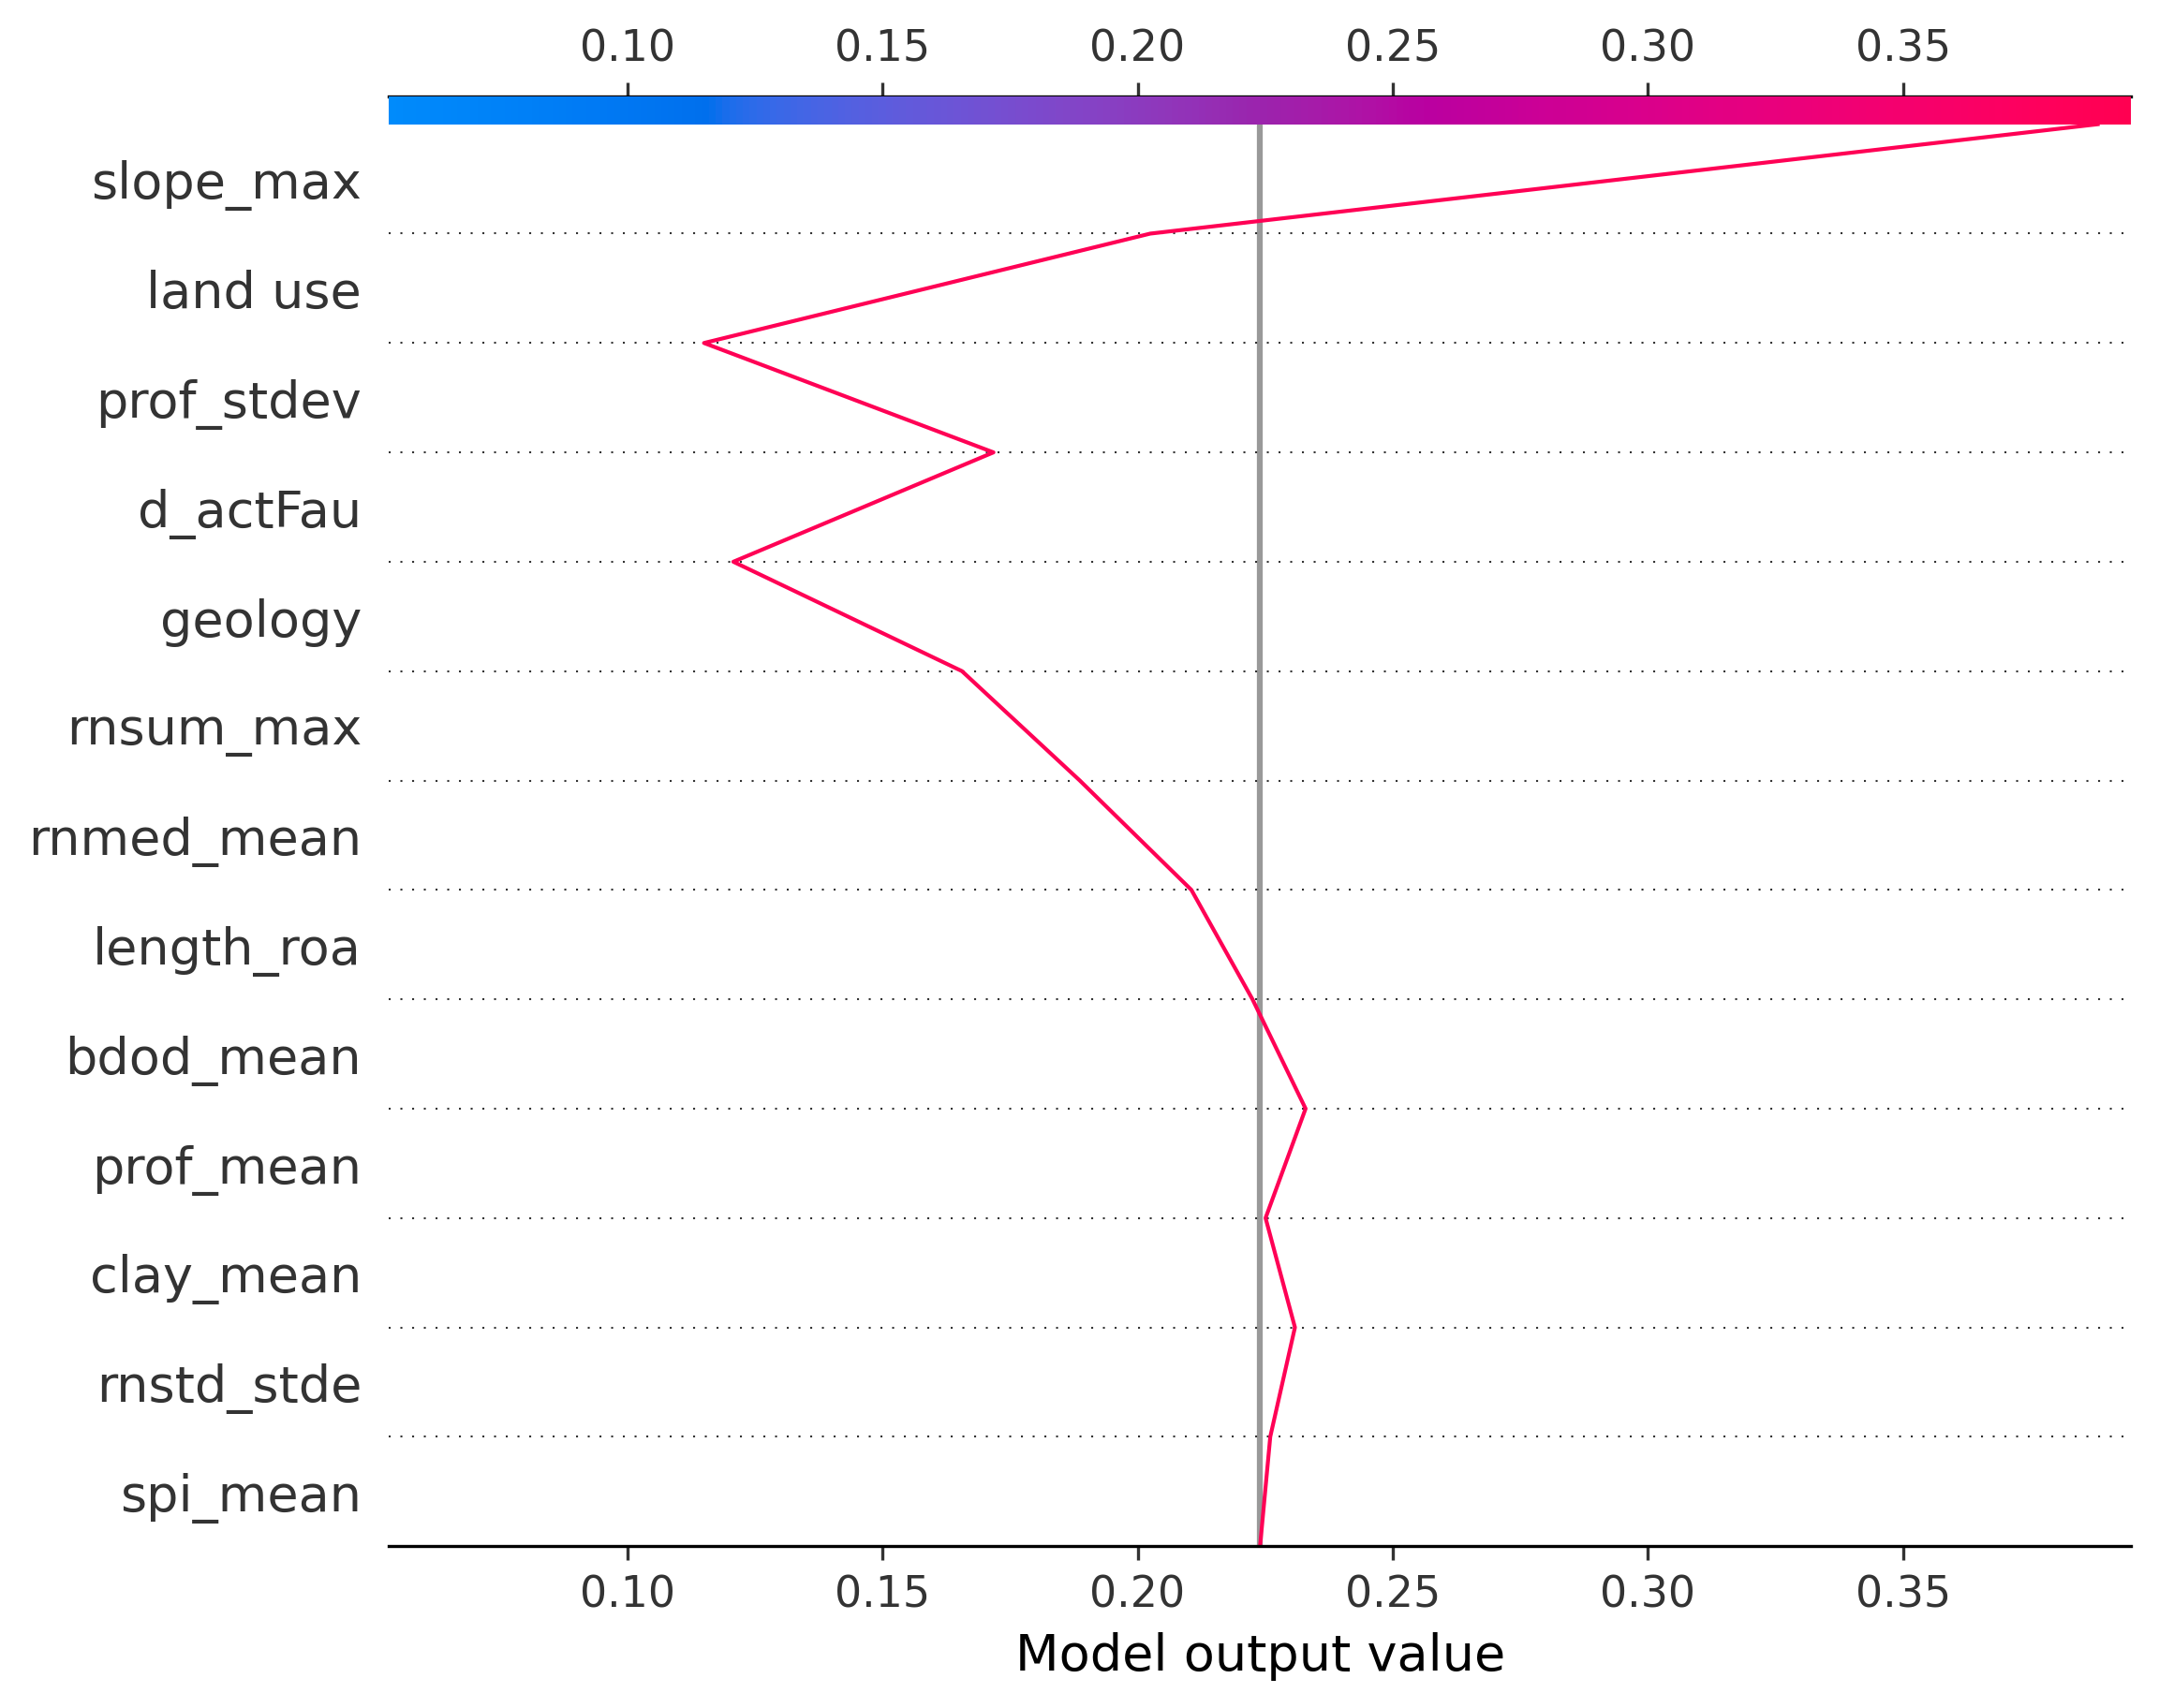 0.10 0.15 0.20 0.25 0.30 0.35
slope_max
land use
prof_stdev
d_actFau
geology
rnsum_max
rnmed_mean
length_roa
bdod_mean
prof_mean
clay_mean
rnstd_stde
spi_mean
0.10 0.15 0.20 0.25 0.30 0.35
Model output value